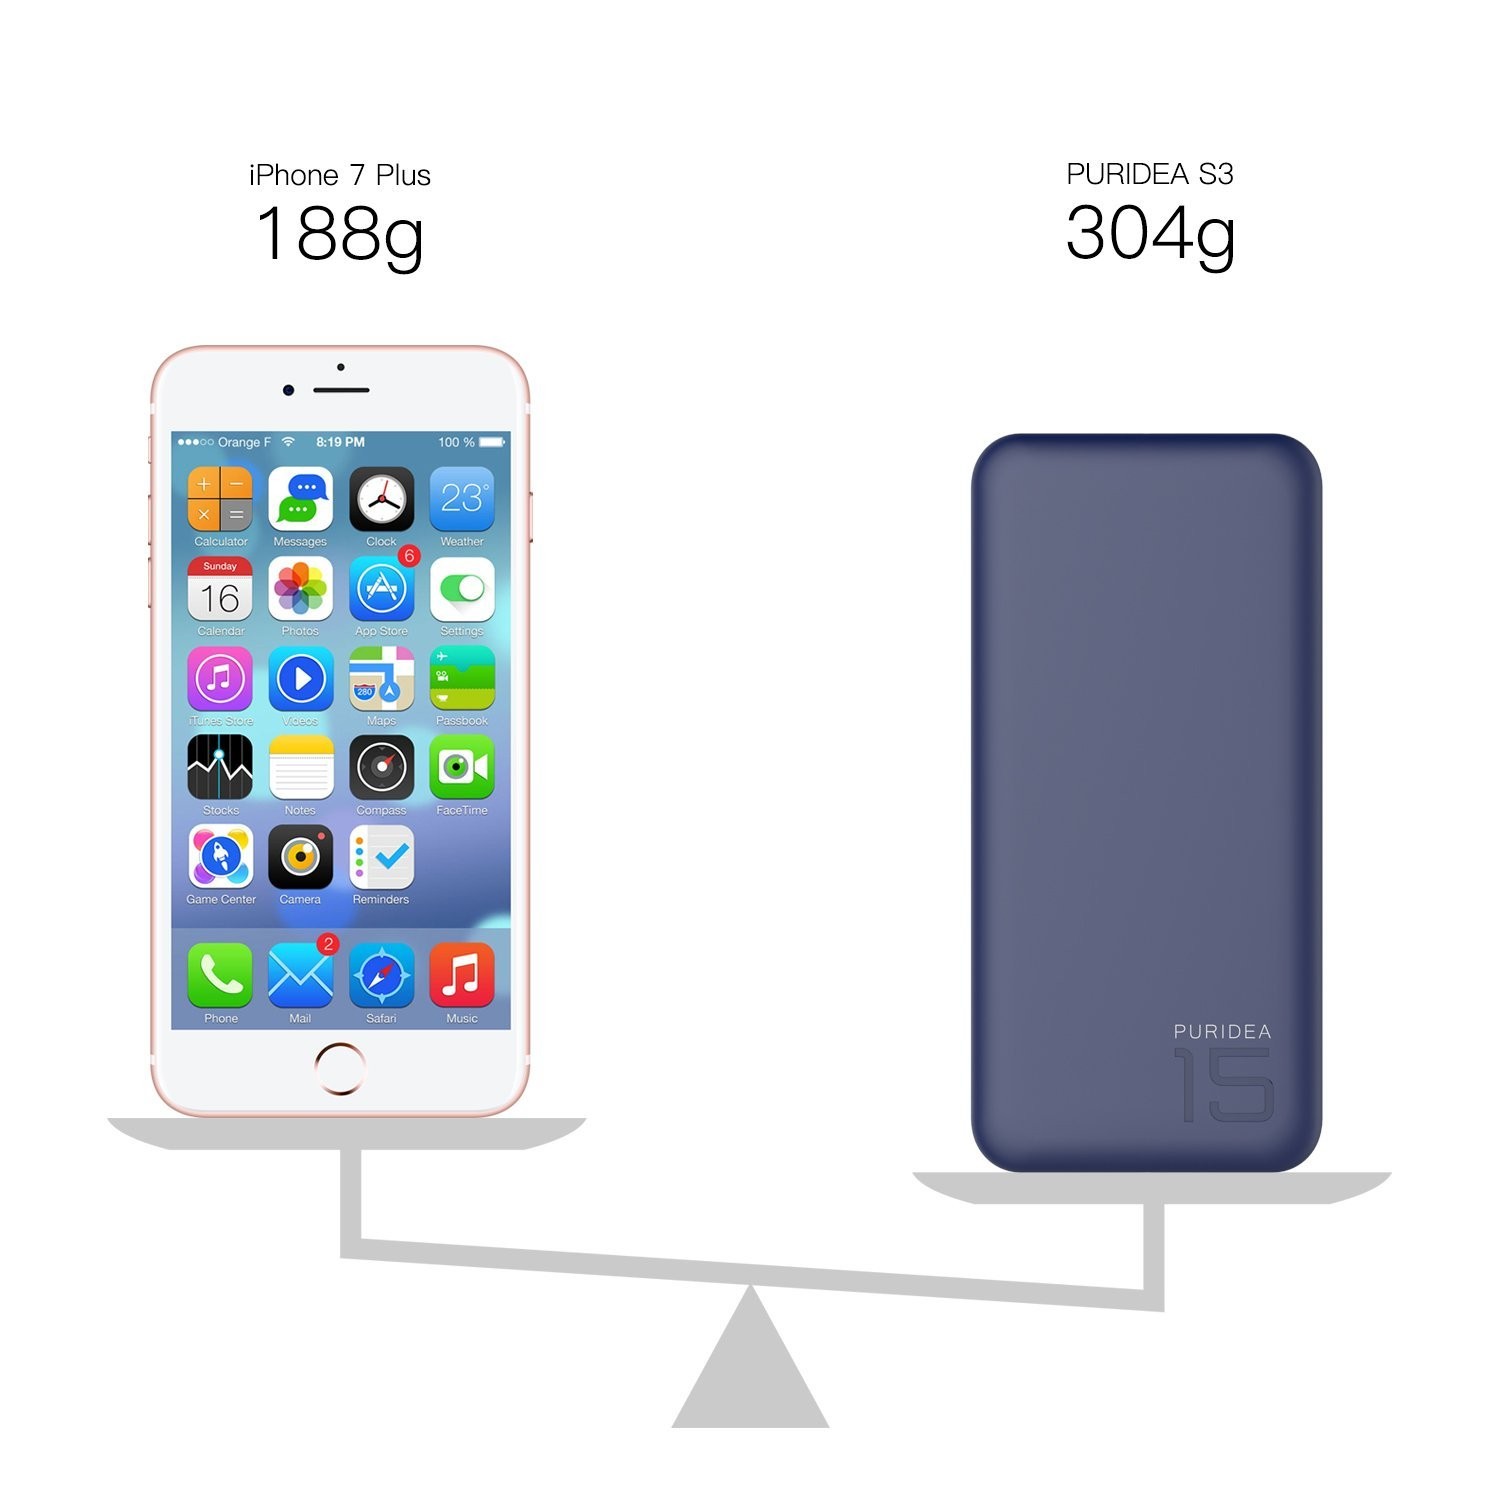 iPhone 7 Plus
188g
PURIDEA S3
304g
Orange F 8:19 PM 100 %
23°
Calculator Messages Clock Weather
6
Sunday
16
Calendar Photos App Store Settings
280
iTunes Store Videos Maps Passbook
Stocks Notes Compass FaceTime
Game Center Camera Reminders
2
Phone Mail Safari Music
PURIDEA
15